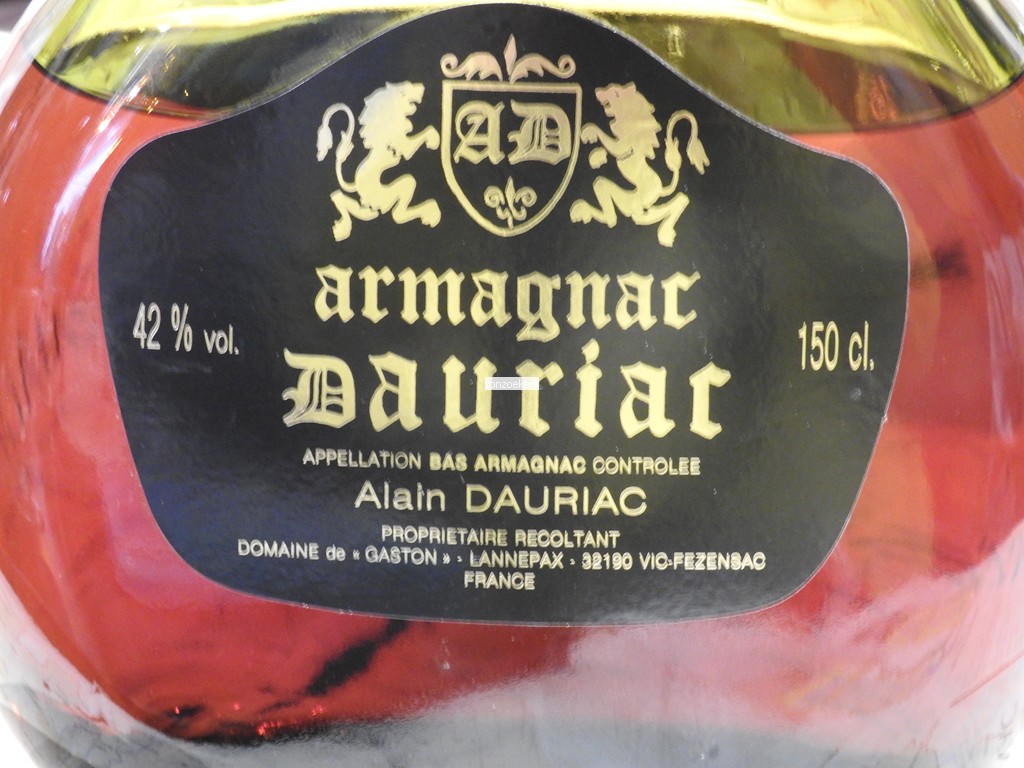 AD
armagnac
42 % vol.
150 cl.
Dauriac
APPELLATION BAS ARMAGNAC CONTROLEE
Alain DAURIAC
PROPRIETAIRE RECOLTANT
DOMAINE de « GASTON » - LANNEPAX - 32190 VIC-FEZENSAC
FRANCE